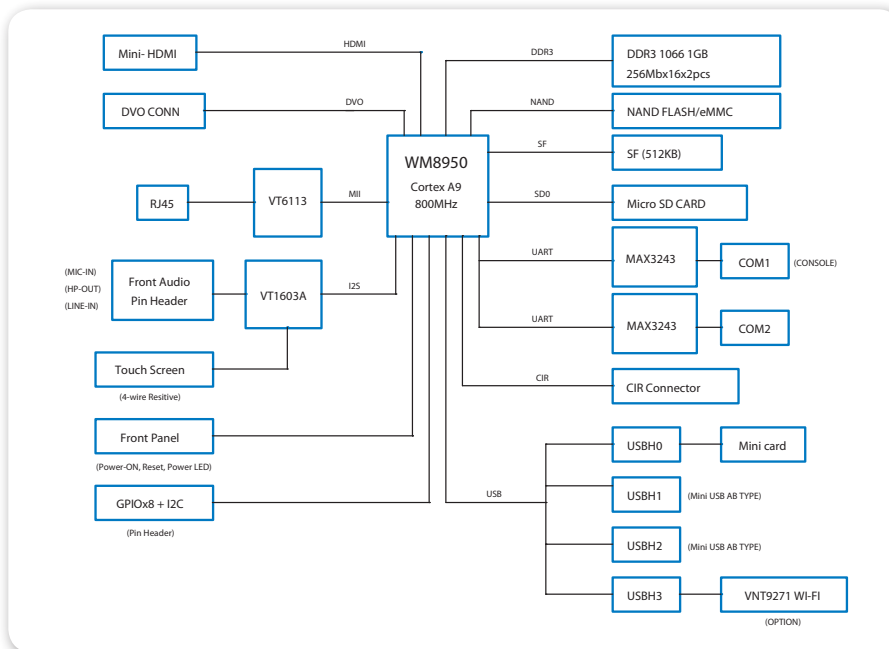 HDMI
Mini- HDMI
DDR3
DDR3 1066 1GB
256Mbx16x2pcs
DVO
DVO CONN
NAND
NAND FLASH/eMMC
WM8950
Cortex A9
800MHz
SF
SF (512KB)
RJ45
VT6113
MII
SD0
Micro SD CARD
(MIC-IN)
(HP-OUT)
(LINE-IN)
Front Audio
Pin Header
VT1603A
I2S
UART
MAX3243
COM1
(CONSOLE)
UART
MAX3243
COM2
Touch Screen
(4-wire Resitive)
CIR
CIR Connector
Front Panel
(Power-ON, Reset, Power LED)
USBH0
Mini card
GPIOx8 + I2C
(Pin Header)
USB
USBH1
(Mini USB AB TYPE)
USBH2
(Mini USB AB TYPE)
USBH3
VNT9271 WI-FI
(OPTION)